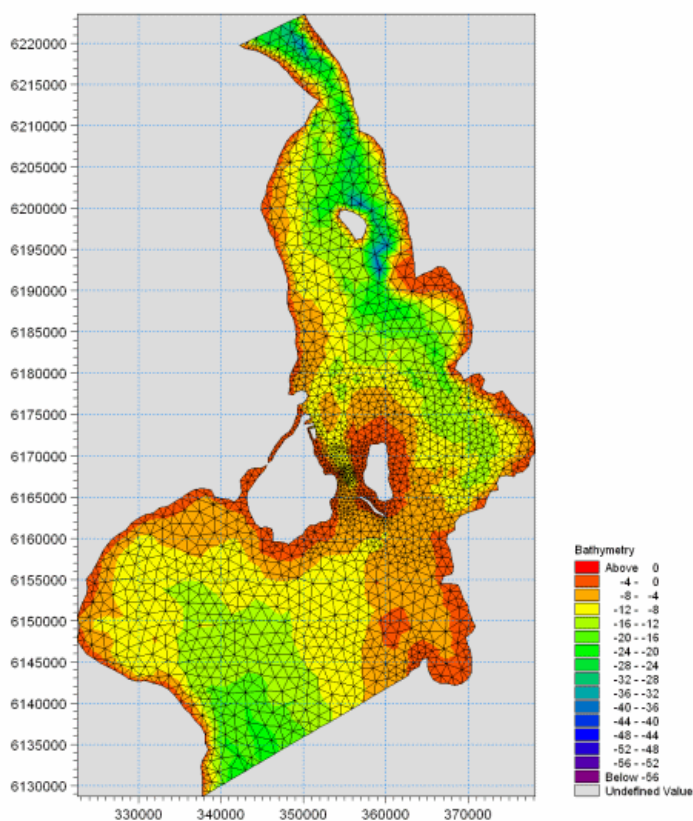 6220000
6215000
6210000
6205000
6200000
6195000
6190000
6185000
6180000
6175000
6170000
6165000
6160000
6155000
6150000
6145000
6140000
6135000
6130000
330000 340000 350000 360000 370000
Bathymetry
Above 0
-4 - 0
-8 - -4
-12 - -8
-16 - -12
-20 - -16
-24 - -20
-28 - -24
-32 - -28
-36 - -32
-40 - -36
-44 - -40
-48 - -44
-52 - -48
-56 - -52
Below -56
Undefined Value